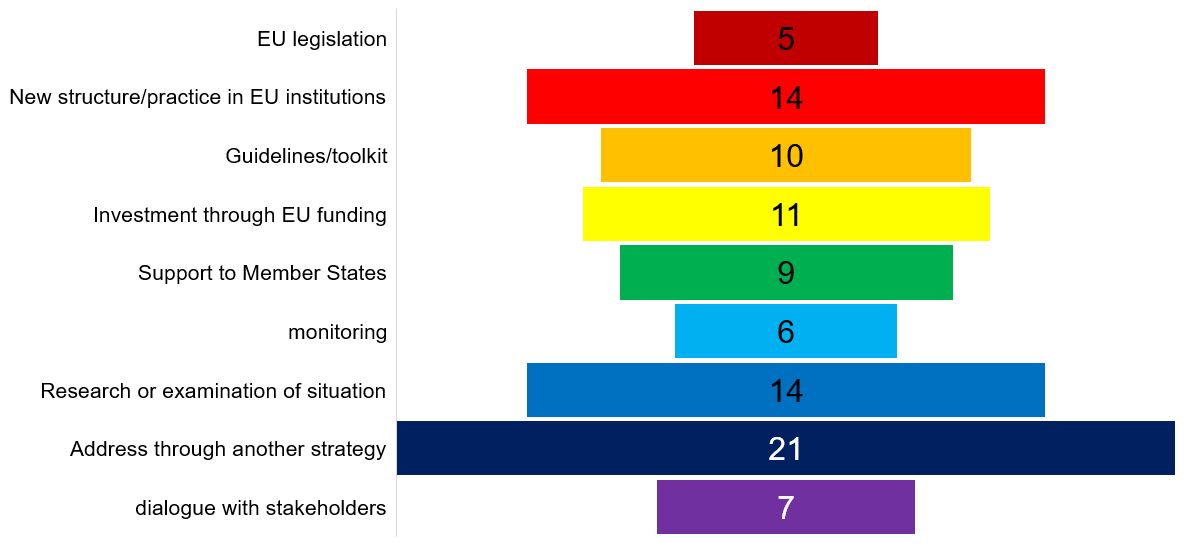 EU legislation 5
New structure/practice in EU institutions 14
Guidelines/toolkit 10
Investment through EU funding 11
Support to Member States 9
monitoring 6
Research or examination of situation 14
Address through another strategy 21
dialogue with stakeholders 7